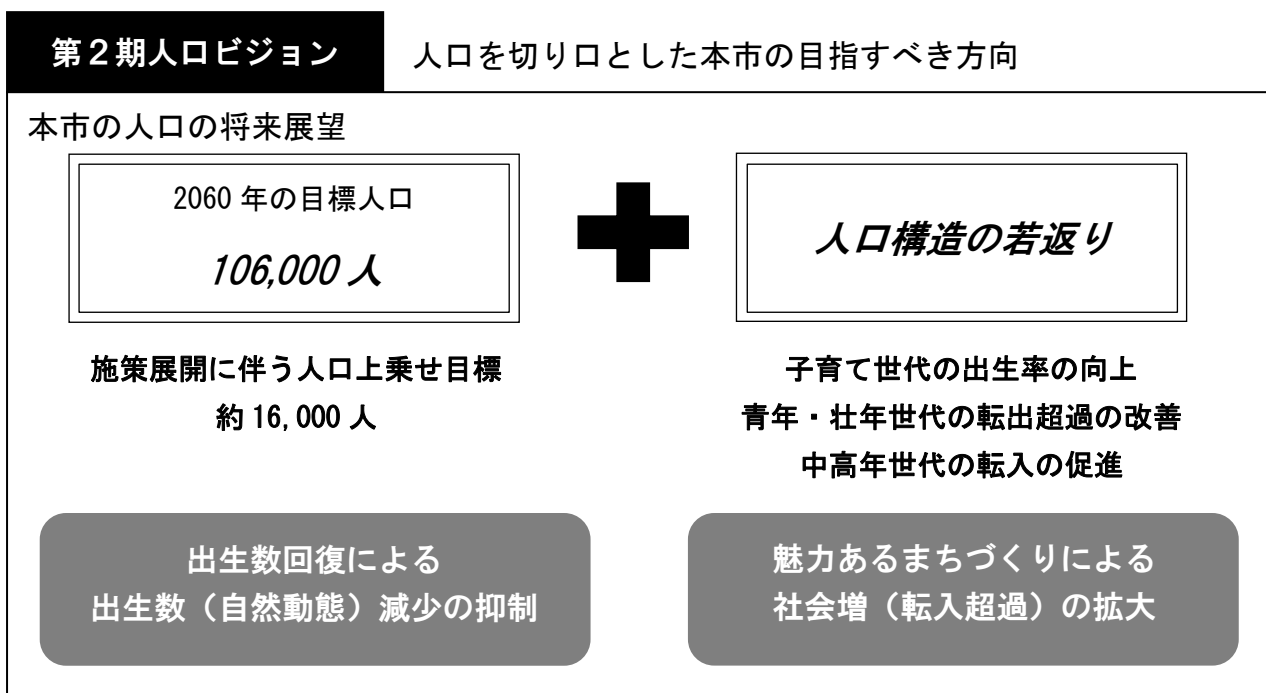 第２期人口ビジョン
人口を切り口とした本市の目指すべき方向
本市の人口の将来展望
2060 年の目標人口
106,000 人
人口構造の若返り
施策展開に伴う人口上乗せ目標
約 16,000 人
子育て世代の出生率の向上
青年・壮年世代の転出超過の改善
中高年世代の転入の促進
出生数回復による
出生数（自然動態）減少の抑制
魅力あるまちづくりによる
社会増（転入超過）の拡大